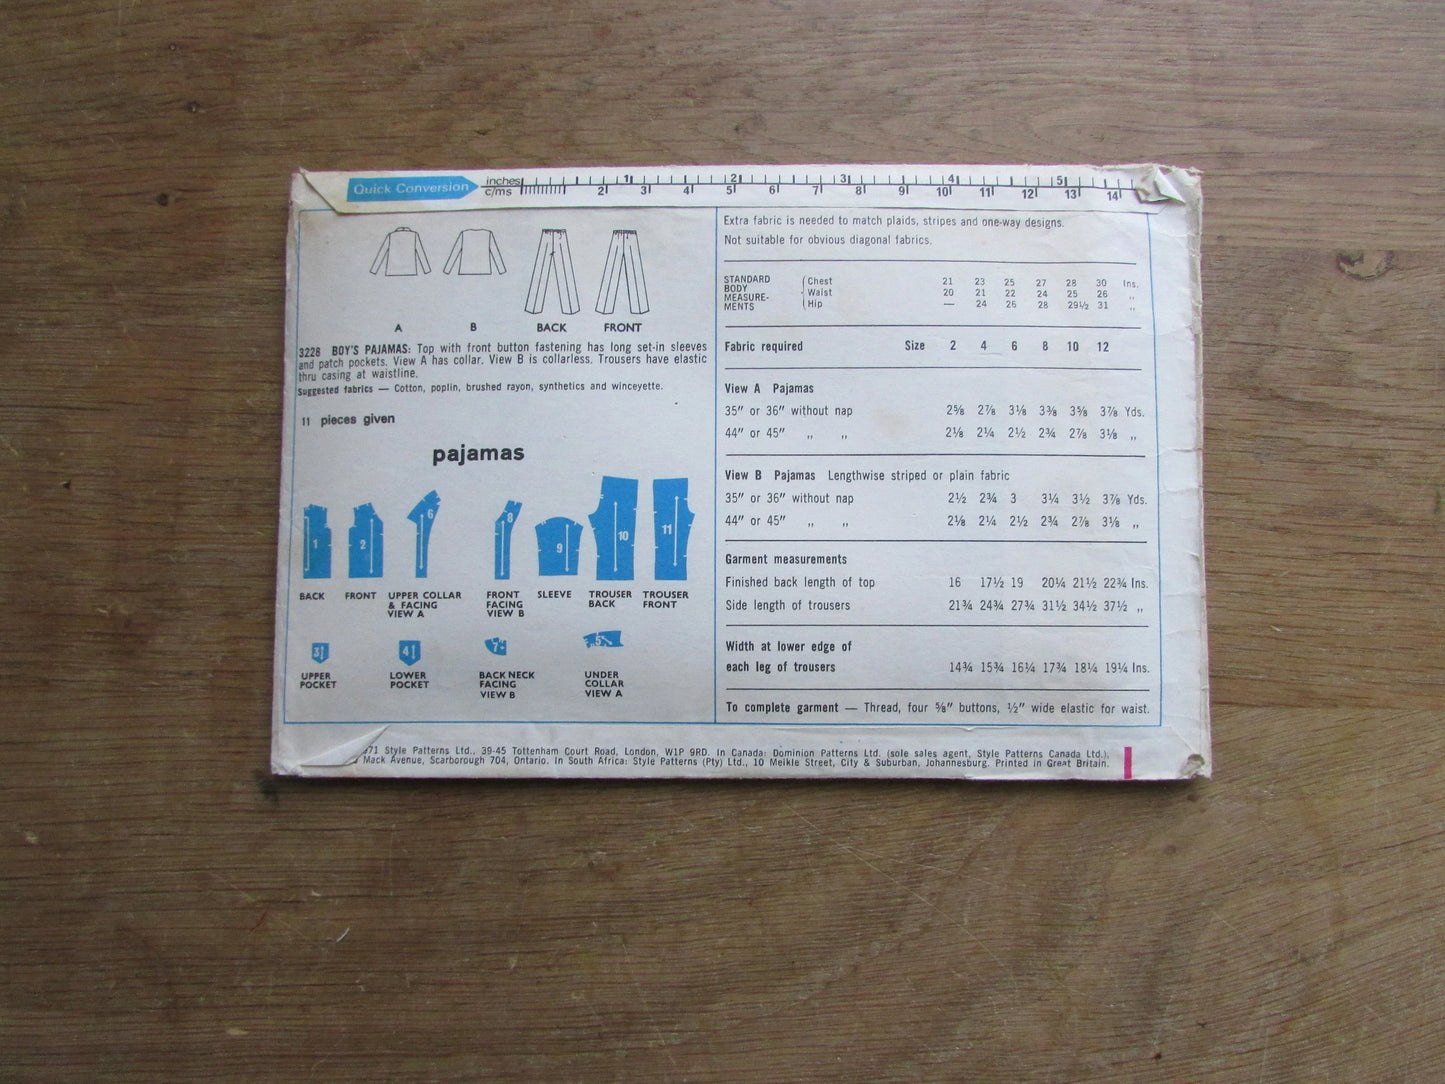 Quick Conversion
inches 1 2 3 4 5
c/ms 2 3 4 5 6 7 8 9 10 11 12 13 14
A B BACK FRONT
3228 BOY'S PAJAMAS: Top with front button fastening has long set-in sleeves
and patch pockets. View A has collar. View B is collarless. Trousers have elastic
thru casing at waistline.
Suggested fabrics — Cotton, poplin, brushed rayon, synthetics and winceyette.
11 pieces given
pajamas
1 2 6 8 9 10 11
BACK FRONT UPPER COLLAR & FACING VIEW A FRONT FACING VIEW B SLEEVE TROUSER BACK TROUSER FRONT
3 4 7 5
UPPER POCKET LOWER POCKET BACK NECK FACING VIEW B UNDER COLLAR VIEW A
Extra fabric is needed to match plaids, stripes and one-way designs.
Not suitable for obvious diagonal fabrics.
STANDARD BODY MEASURE-MENTS
Chest 21 23 25 27 28 30 Ins.
Waist 20 21 22 24 25 26 „
Hip — 24 26 28 29½ 31 „
Fabric required Size 2 4 6 8 10 12
View A Pajamas
35" or 36" without nap 2⅝ 2⅞ 3⅛ 3⅜ 3⅝ 3⅞ Yds.
44" or 45" „ „ 2⅛ 2¼ 2½ 2¾ 2⅞ 3⅛ „
View B Pajamas Lengthwise striped or plain fabric
35" or 36" without nap 2½ 2¾ 3 3¼ 3½ 3⅞ Yds.
44" or 45" „ „ 2⅛ 2¼ 2½ 2¾ 2⅞ 3⅛ „
Garment measurements
Finished back length of top 16 17½ 19 20¼ 21½ 22¾ Ins.
Side length of trousers 21¾ 24¾ 27¾ 31½ 34½ 37½ „
Width at lower edge of
each leg of trousers 14¾ 15¾ 16¼ 17¾ 18¼ 19¼ Ins.
To complete garment — Thread, four ⅝" buttons, ½" wide elastic for waist.
971 Style Patterns Ltd., 39-45 Tottenham Court Road, London, W1P 9RD. In Canada: Dominion Patterns Ltd. (sole sales agent, Style Patterns Canada Ltd.),
Mack Avenue, Scarborough 704, Ontario. In South Africa: Style Patterns (Pty) Ltd., 10 Meikle Street, City & Suburban, Johannesburg. Printed in Great Britain.